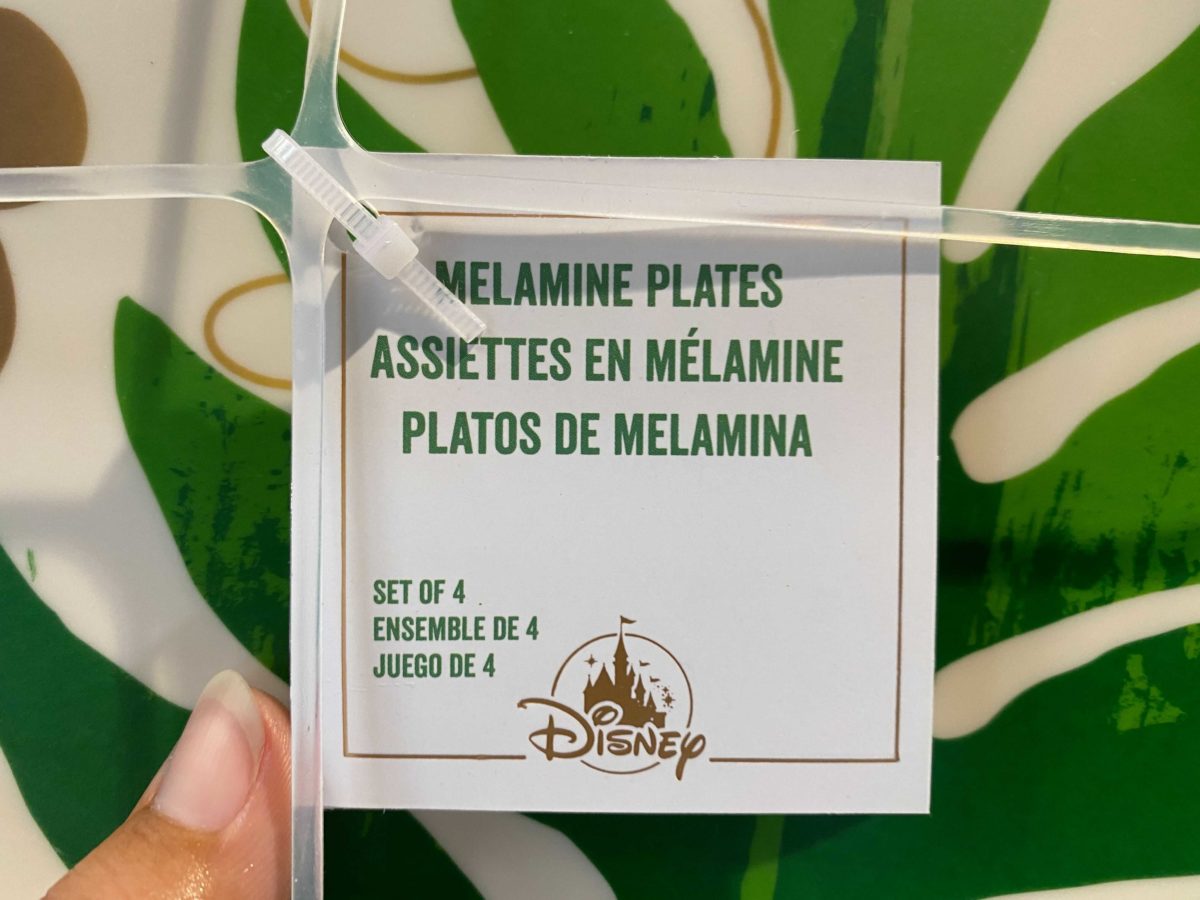 MELAMINE PLATES
ASSIETTES EN MÉLAMINE
PLATOS DE MELAMINA
SET OF 4
ENSEMBLE DE 4
JUEGO DE 4
Disney